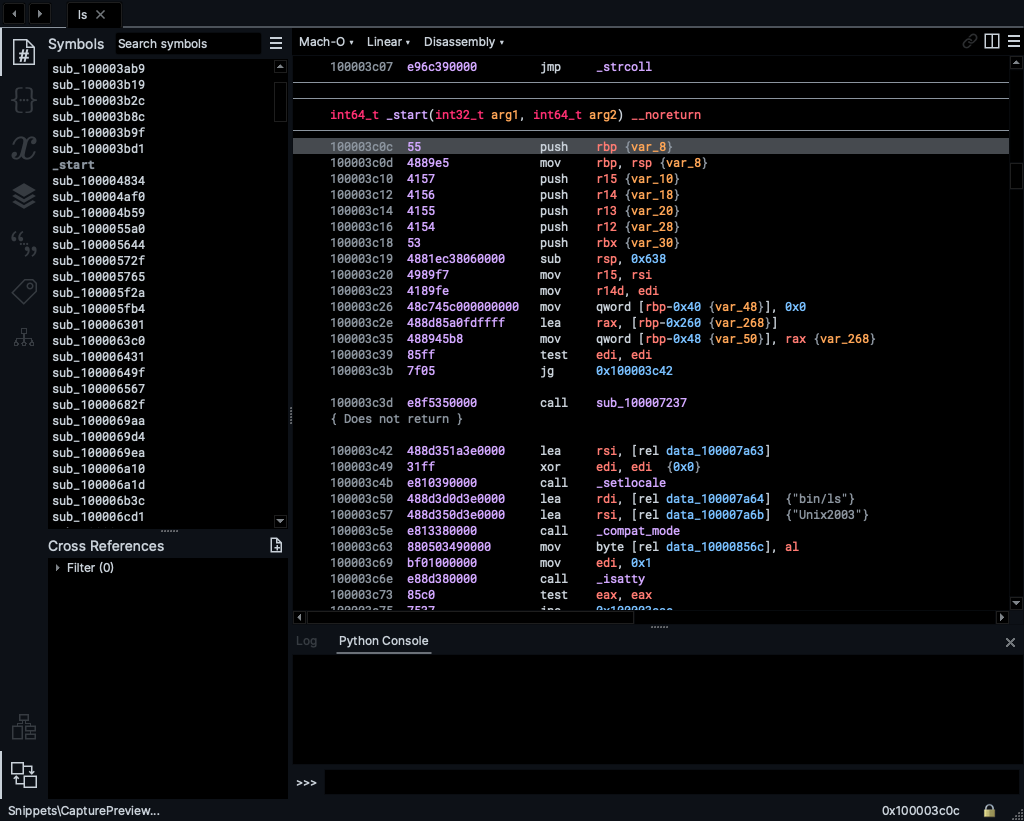 ls
Symbols
Search symbols
sub_100003ab9
sub_100003b19
sub_100003b2c
sub_100003b8c
sub_100003b9f
sub_100003bd1
_start
sub_100004834
sub_100004af0
sub_100004b59
sub_1000055a0
sub_100005644
sub_10000572f
sub_100005765
sub_100005f2a
sub_100005fb4
sub_100006301
sub_1000063c0
sub_100006431
sub_10000649f
sub_100006567
sub_10000682f
sub_1000069aa
sub_1000069d4
sub_1000069ea
sub_100006a10
sub_100006a1d
sub_100006b3c
sub_100006cd1
Cross References
Filter (0)
Mach-O Linear Disassembly
100003c07 e96c390000 jmp _strcoll
int64_t _start(int32_t arg1, int64_t arg2) __noreturn
100003c0c 55 push rbp {var_8}
100003c0d 4889e5 mov rbp, rsp {var_8}
100003c10 4157 push r15 {var_10}
100003c12 4156 push r14 {var_18}
100003c14 4155 push r13 {var_20}
100003c16 4154 push r12 {var_28}
100003c18 53 push rbx {var_30}
100003c19 4881ec38060000 sub rsp, 0x638
100003c20 4989f7 mov r15, rsi
100003c23 4189fe mov r14d, edi
100003c26 48c745c000000000 mov qword [rbp-0x40 {var_48}], 0x0
100003c2e 488d85a0fdffff lea rax, [rbp-0x260 {var_268}]
100003c35 488945b8 mov qword [rbp-0x48 {var_50}], rax {var_268}
100003c39 85ff test edi, edi
100003c3b 7f05 jg 0x100003c42
100003c3d e8f5350000 call sub_100007237
{ Does not return }
100003c42 488d351a3e0000 lea rsi, [rel data_100007a63]
100003c49 31ff xor edi, edi {0x0}
100003c4b e810390000 call _setlocale
100003c50 488d3d0d3e0000 lea rdi, [rel data_100007a64] {"bin/ls"}
100003c57 488d350d3e0000 lea rsi, [rel data_100007a6b] {"Unix2003"}
100003c5e e813380000 call _compat_mode
100003c63 880503490000 mov byte [rel data_10000856c], al
100003c69 bf01000000 mov edi, 0x1
100003c6e e88d380000 call _isatty
100003c73 85c0 test eax, eax
Log Python Console
>>>
Snippets\CapturePreview...
0x100003c0c